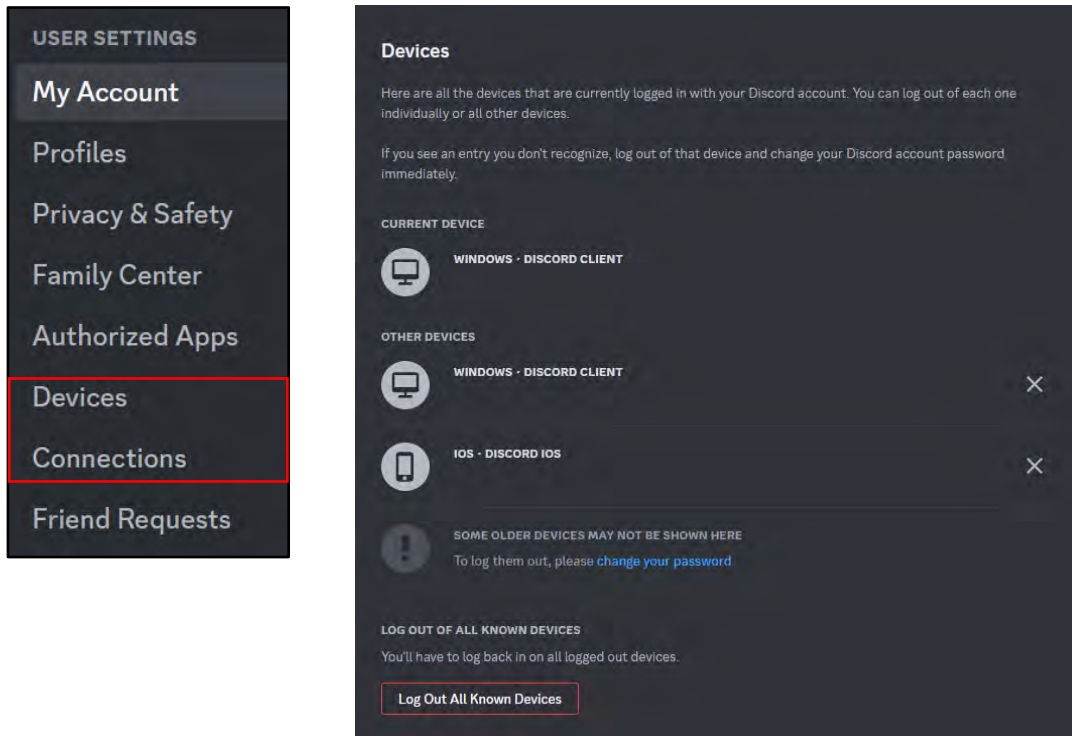 USER SETTINGS
My Account
Profiles
Privacy & Safety
Family Center
Authorized Apps
Devices
Connections
Friend Requests
Devices
Here are all the devices that are currently logged in with your Discord account. You can log out of each one
individually or all other devices.
If you see an entry you don't recognize, log out of that device and change your Discord account password
immediately.
CURRENT DEVICE
WINDOWS · DISCORD CLIENT
OTHER DEVICES
WINDOWS · DISCORD CLIENT
IOS · DISCORD IOS
SOME OLDER DEVICES MAY NOT BE SHOWN HERE
To log them out, please change your password
LOG OUT OF ALL KNOWN DEVICES
You'll have to log back in on all logged out devices.
Log Out All Known Devices